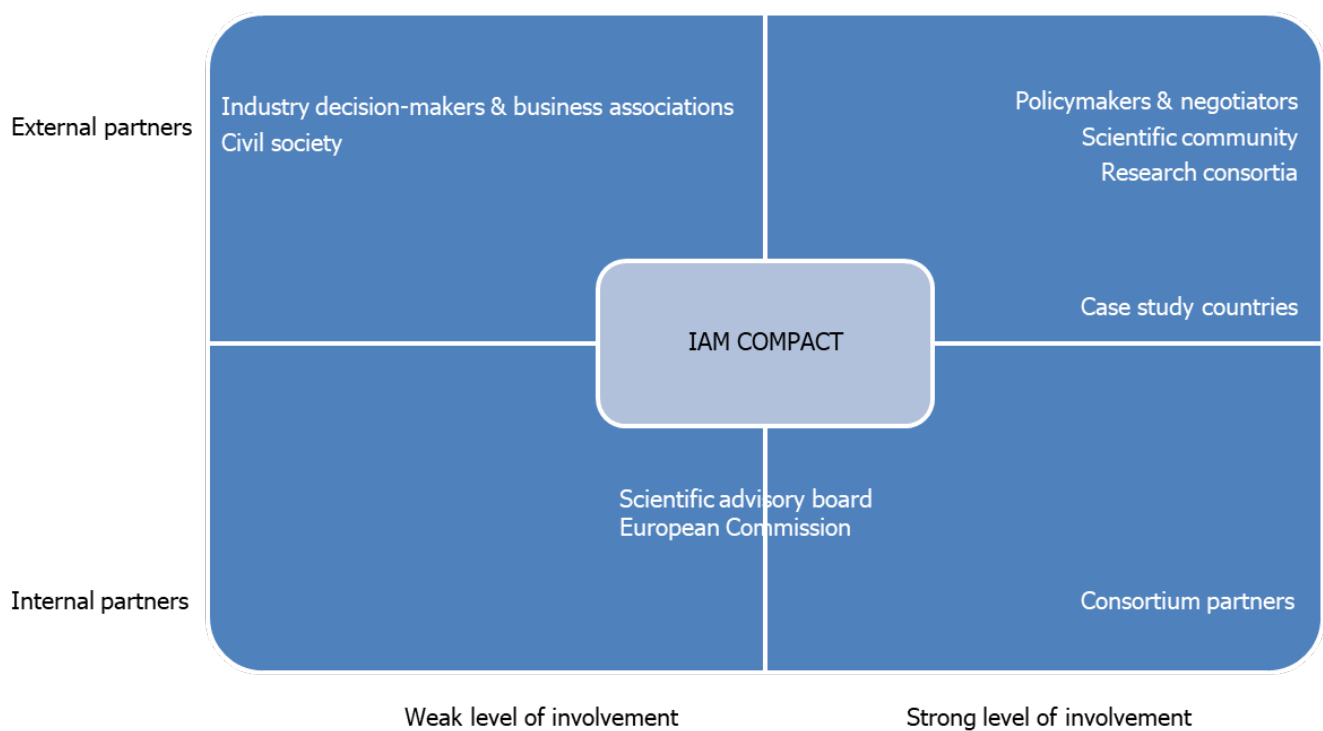 External partners
Industry decision-makers & business associations
Civil society
Policymakers & negotiators
Scientific community
Research consortia
Case study countries
IAM COMPACT
Scientific advisory board
European Commission
Internal partners
Consortium partners
Weak level of involvement
Strong level of involvement